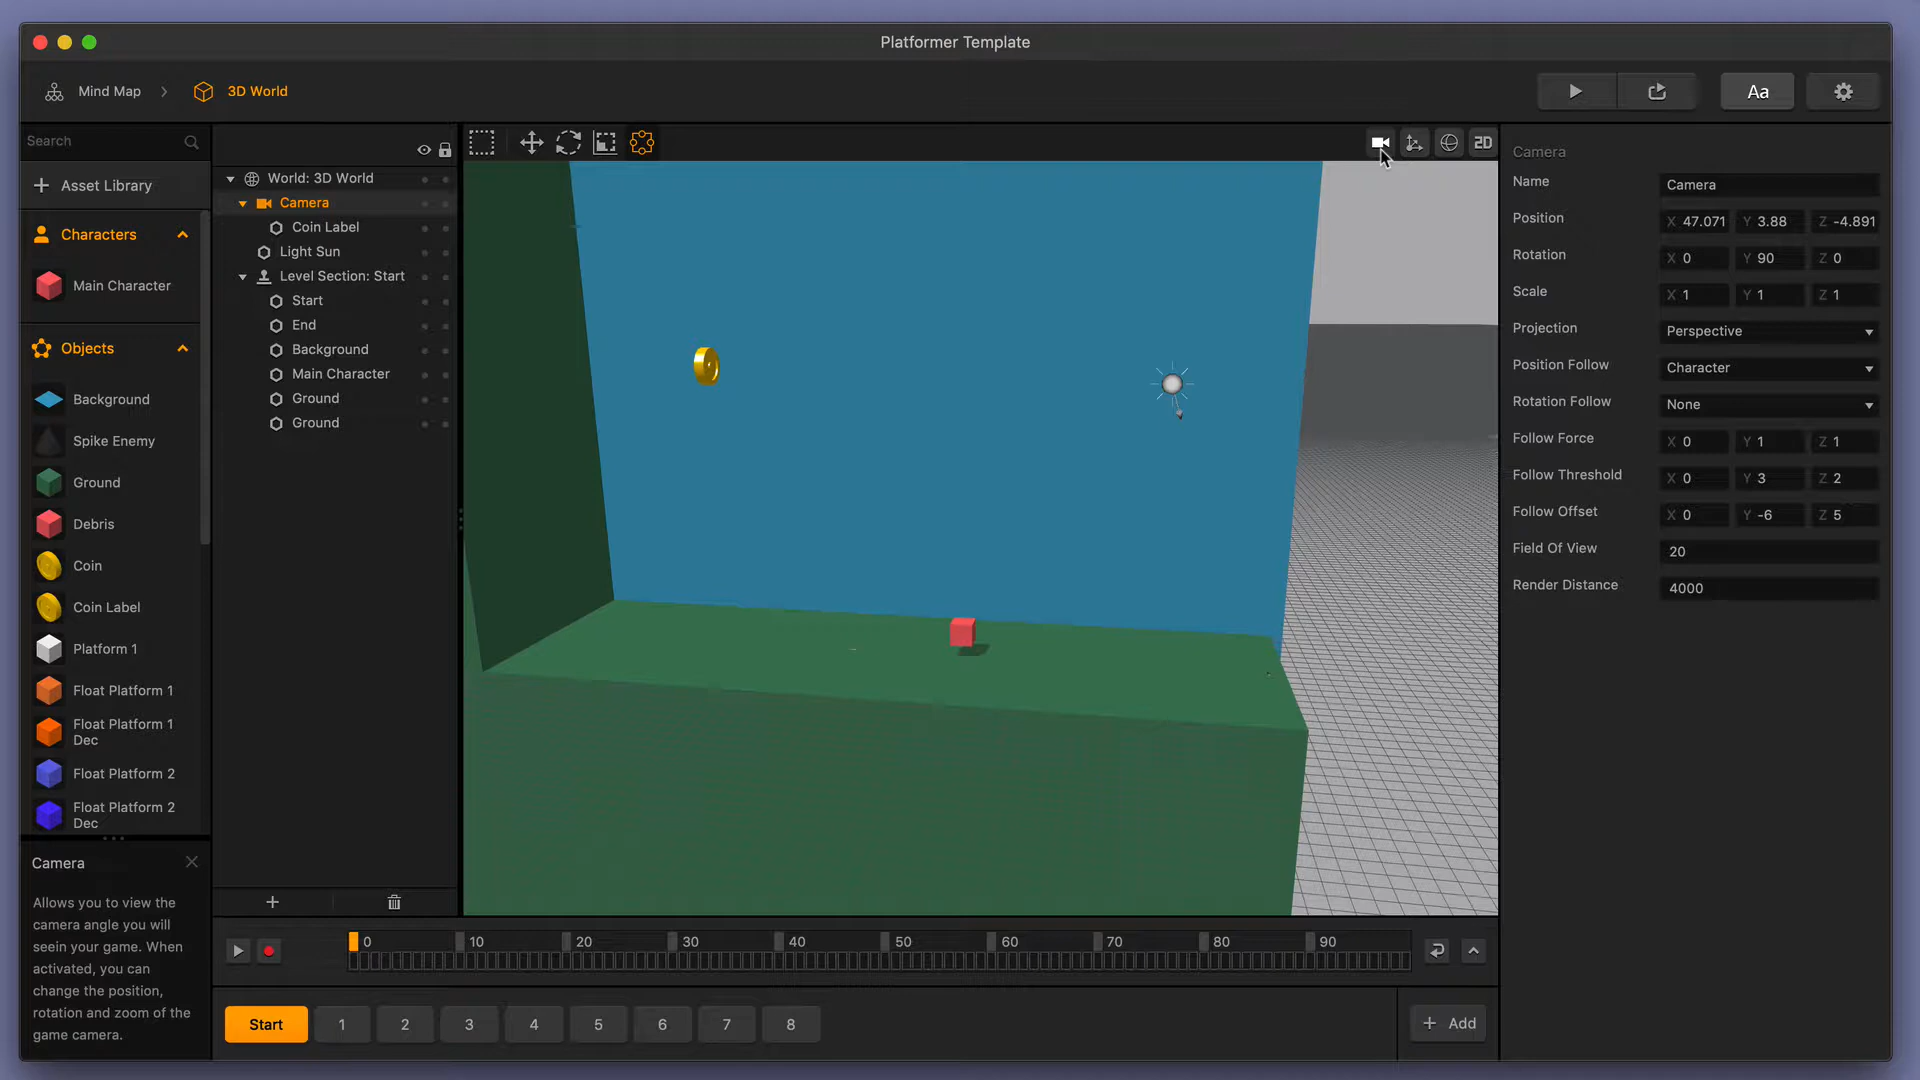 Platformer Template
Mind Map
3D World
Aa
Search
Asset Library
Characters
Main Character
Objects
Background
Spike Enemy
Ground
Debris
Coin
Coin Label
Platform 1
Float Platform 1
Float Platform 1
Dec
Float Platform 2
Float Platform 2
Dec
Camera
Allows you to view the
camera angle you will
seein your game. When
activated, you can
change the position,
rotation and zoom of the
game camera.
World: 3D World
Camera
Coin Label
Light Sun
Level Section: Start
Start
End
Background
Main Character
Ground
Ground
2D
Camera
Name Camera
Position X 47.071 Y 3.88 Z -4.891
Rotation X 0 Y 90 Z 0
Scale X 1 Y 1 Z 1
Projection Perspective
Position Follow Character
Rotation Follow None
Follow Force X 0 Y 1 Z 1
Follow Threshold X 0 Y 3 Z 2
Follow Offset X 0 Y -6 Z 5
Field Of View 20
Render Distance 4000
0 10 20 30 40 50 60 70 80 90
Start 1 2 3 4 5 6 7 8
Add